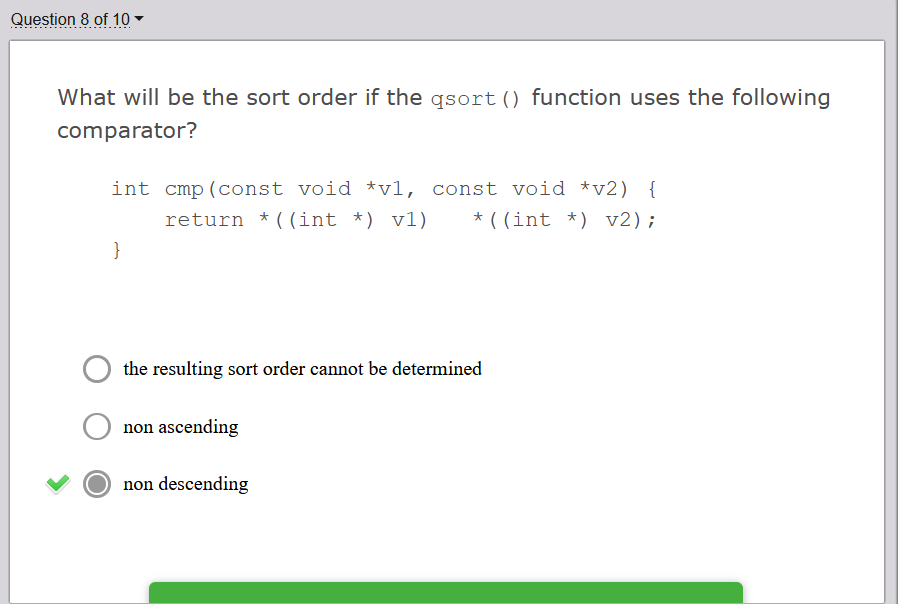 Question 8 of 10
What will be the sort order if the qsort() function uses the following
comparator?
int cmp(const void *v1, const void *v2) {
return *((int *) v1)   *((int *) v2);
}
the resulting sort order cannot be determined
non ascending
non descending